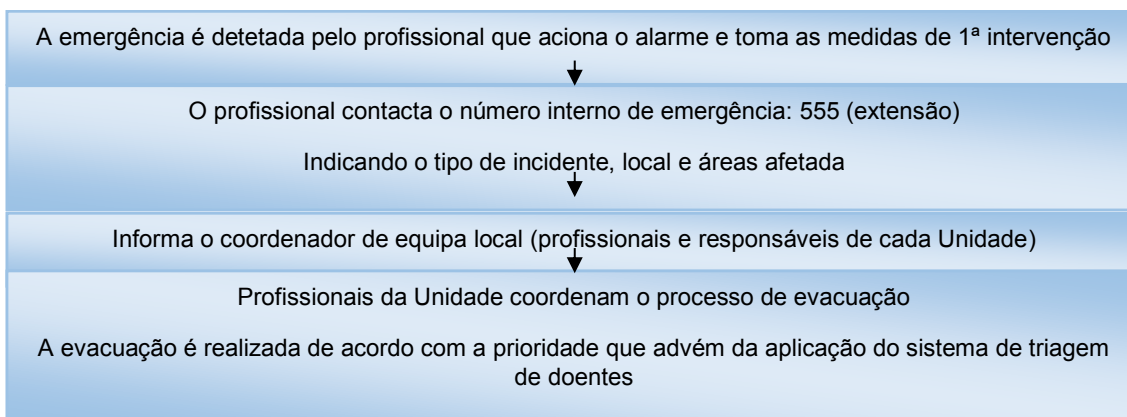 A emergência é detetada pelo profissional que aciona o alarme e toma as medidas de 1ª intervenção
O profissional contacta o número interno de emergência: 555 (extensão)
Indicando o tipo de incidente, local e áreas afetada
Informa o coordenador de equipa local (profissionais e responsáveis de cada Unidade)
Profissionais da Unidade coordenam o processo de evacuação
A evacuação é realizada de acordo com a prioridade que advém da aplicação do sistema de triagem
de doentes